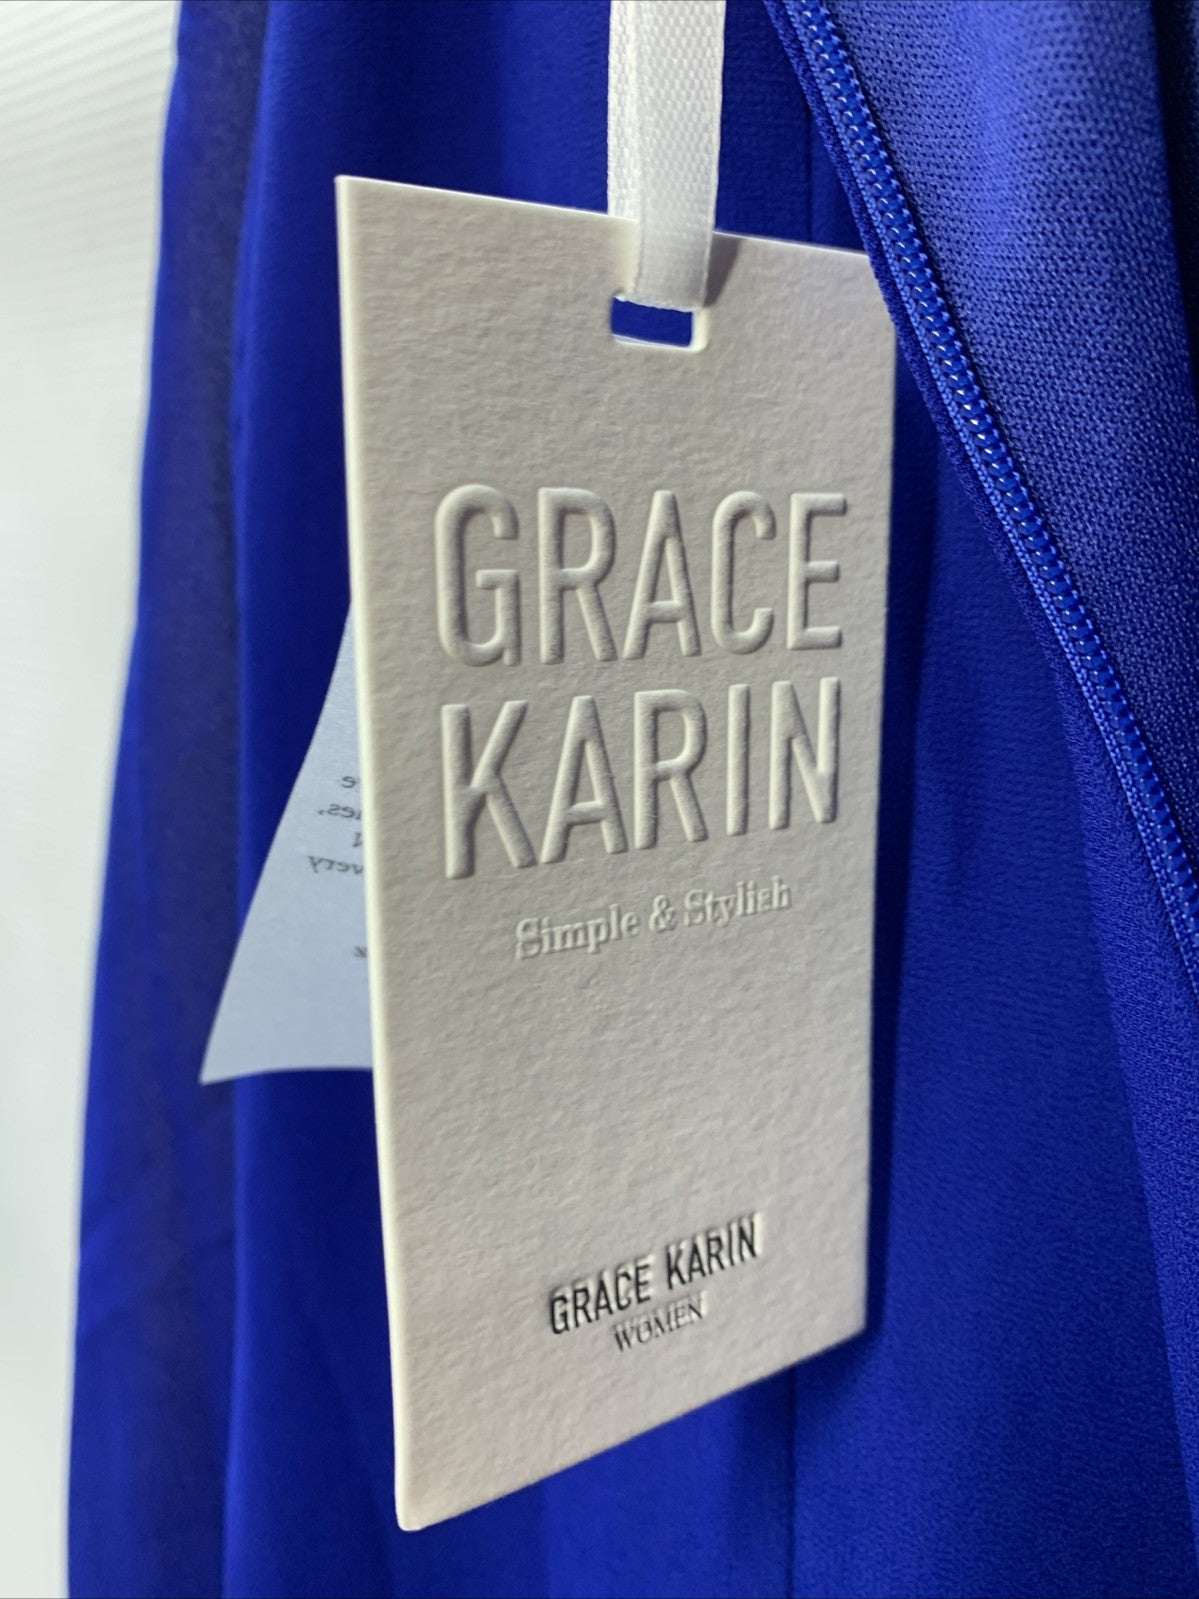 GRACE
KARIN
Simple & Stylish
GRACE KARIN
WOMEN